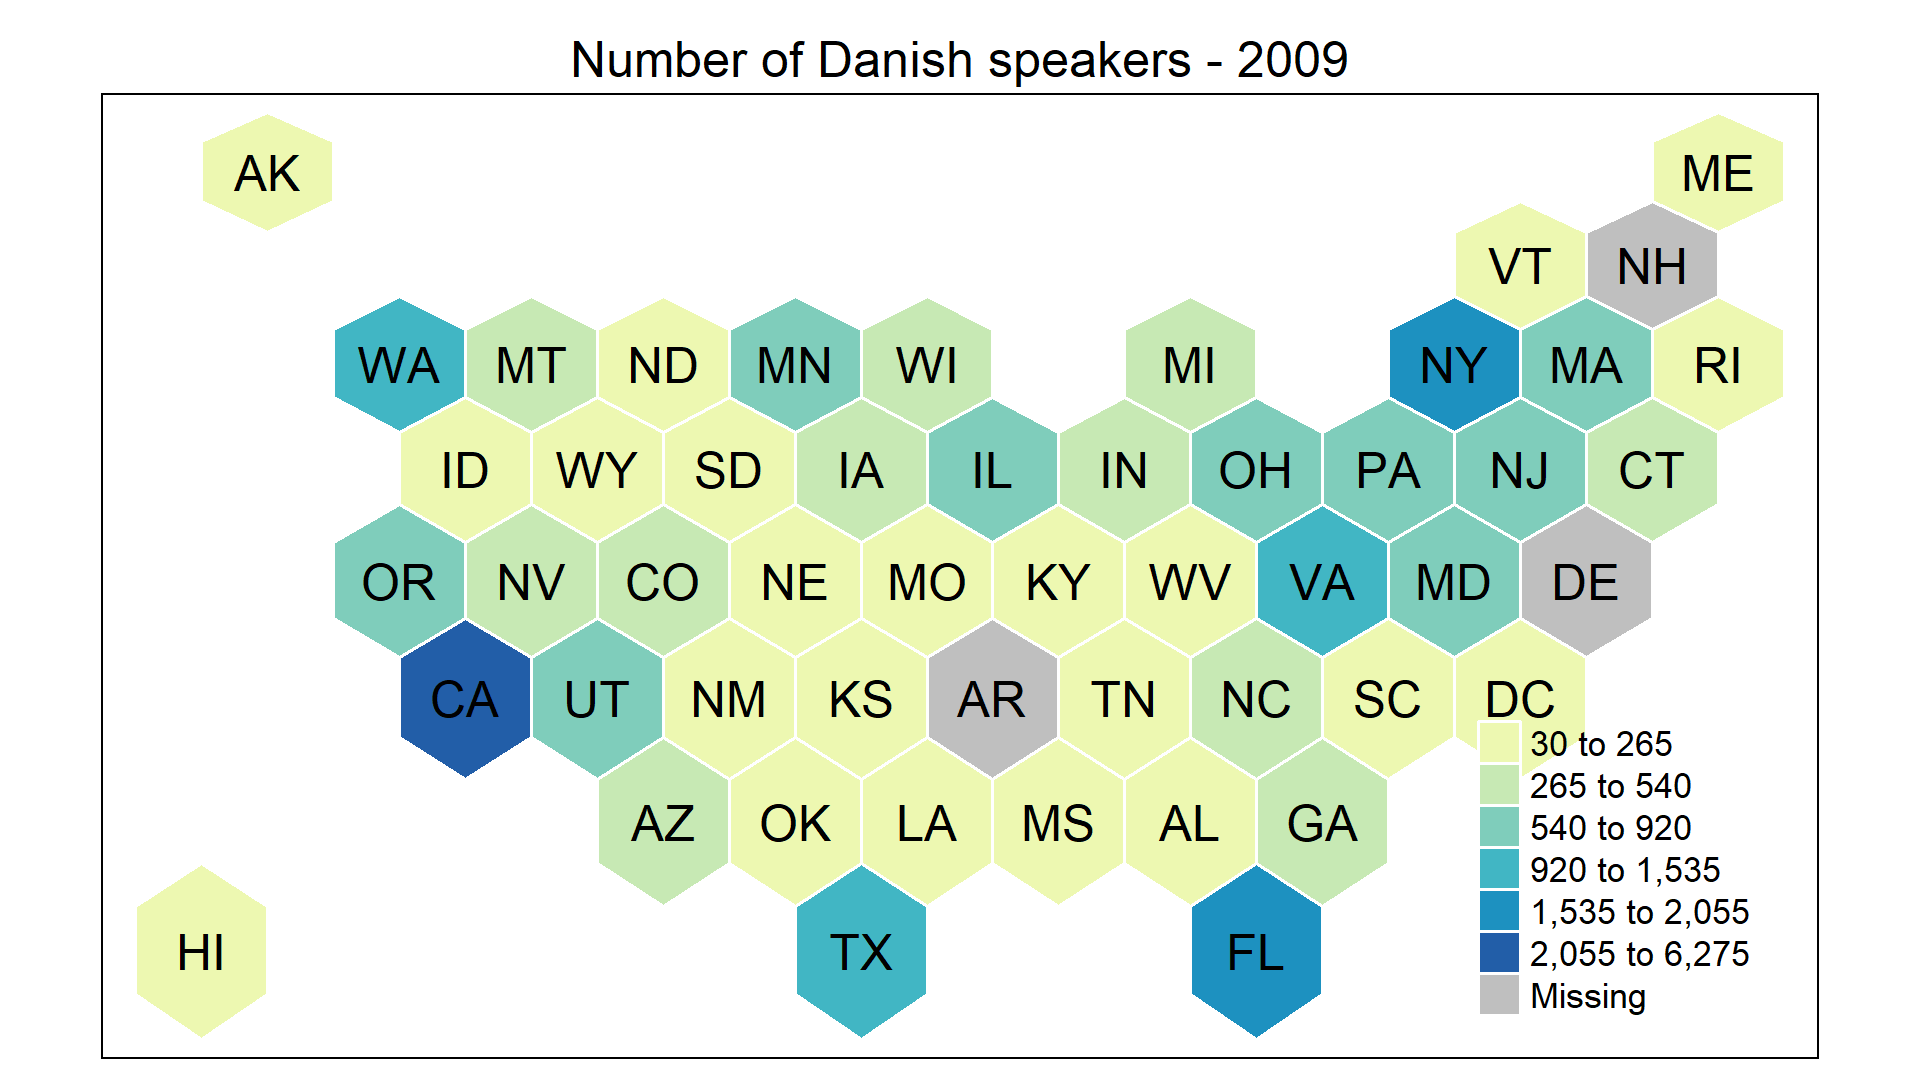 Number of Danish speakers - 2009
AK ME
VT NH
WA MT ND MN WI MI NY MA RI
ID WY SD IA IL IN OH PA NJ CT
OR NV CO NE MO KY WV VA MD DE
CA UT NM KS AR TN NC SC DC
AZ OK LA MS AL GA
HI TX FL
30 to 265
265 to 540
540 to 920
920 to 1,535
1,535 to 2,055
2,055 to 6,275
Missing